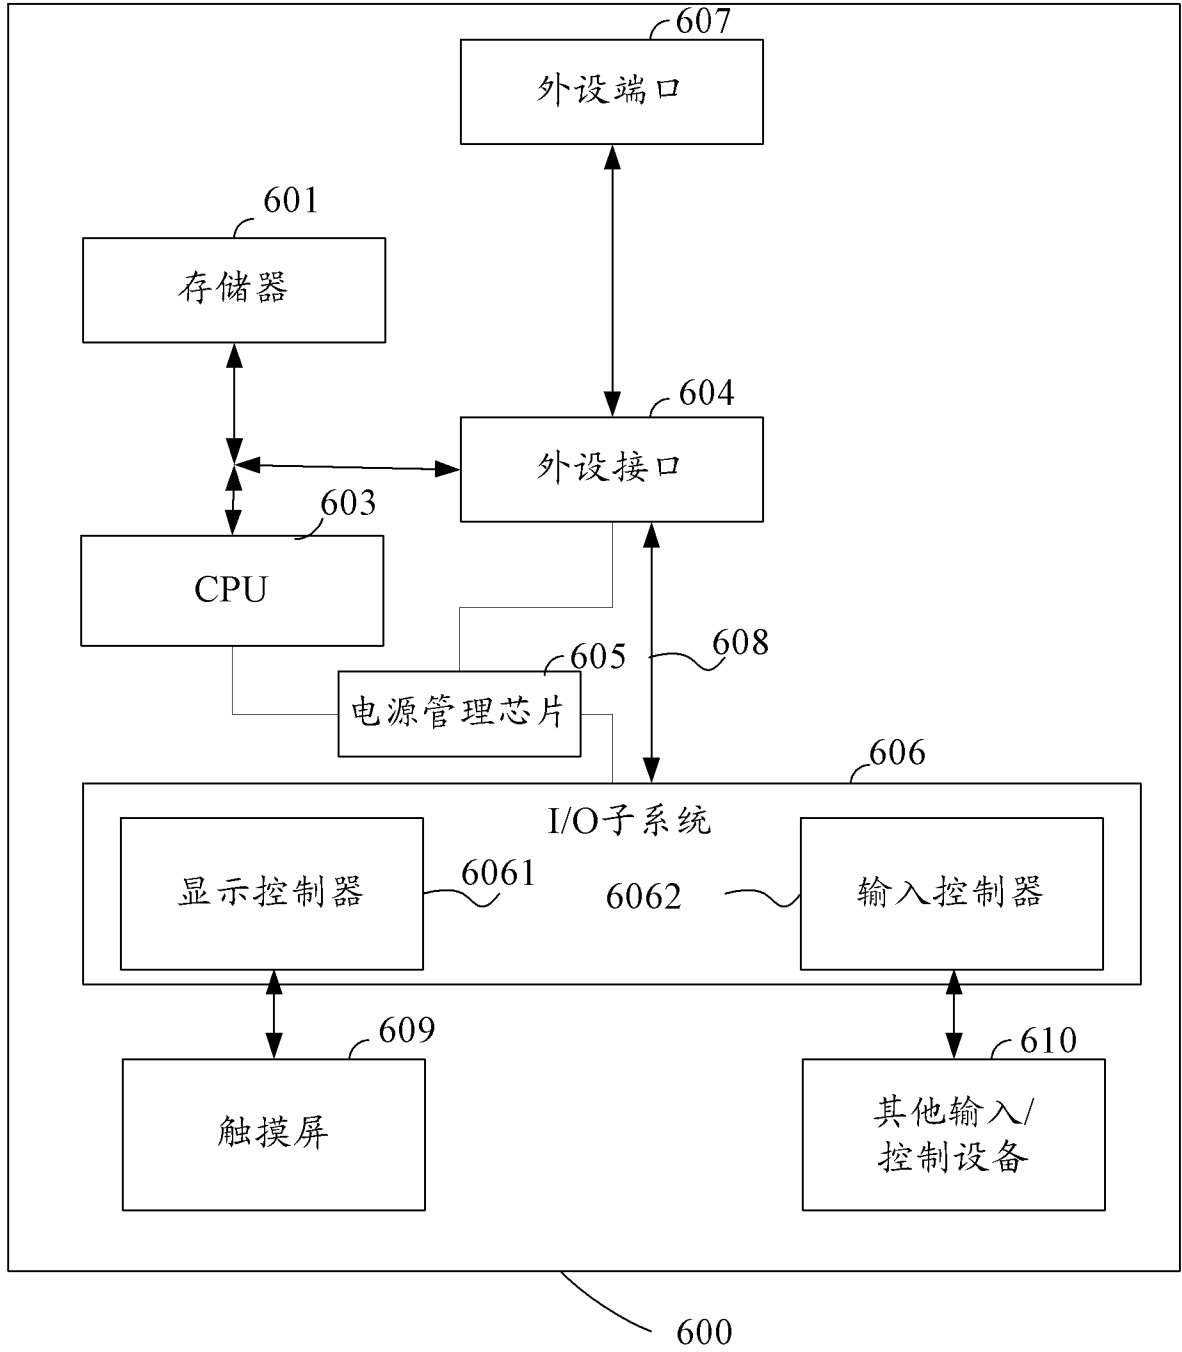 607
外设端口
601
存储器
604
外设接口
603
CPU
608
605
电源管理芯片
606
I/O子系统
显示控制器
6061
6062
输入控制器
609
触摸屏
610
其他输入/
控制设备
600